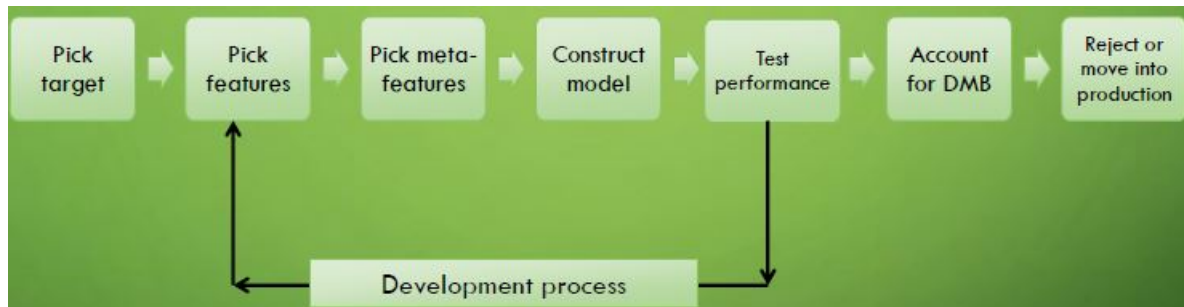 Pick
target
Pick
features
Pick meta-
features
Construct
model
Test
performance
Account
for DMB
Reject or
move into
production
Development process